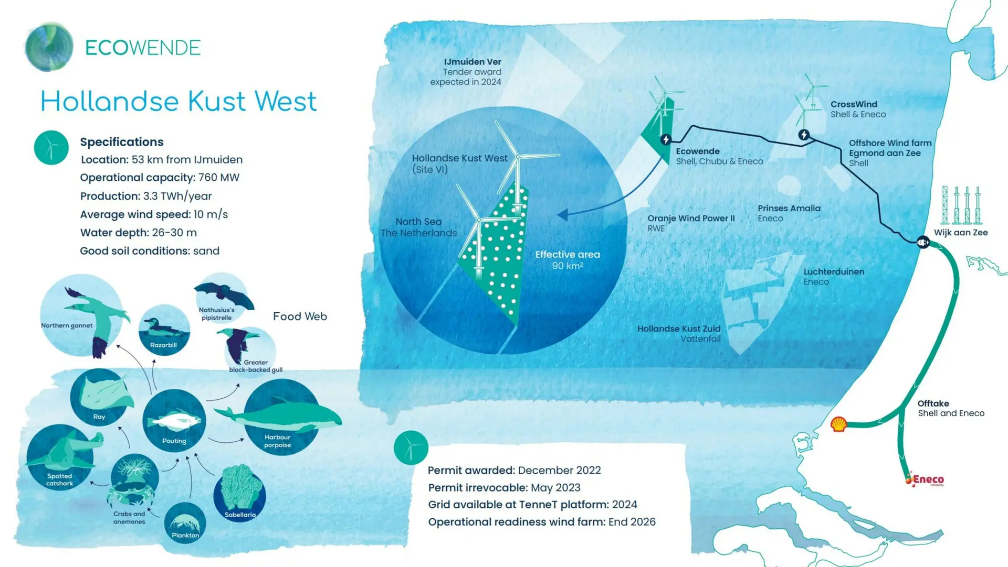 ECOWENDE
Hollandse Kust West
Specifications
Location: 53 km from IJmuiden
Operational capacity: 760 MW
Production: 3.3 TWh/year
Average wind speed: 10 m/s
Water depth: 26-30 m
Good soil conditions: sand
Northern gannet
Razorbill
Nathusius's
pipistrelle
Food Web
Greater
black-backed gull
Ray
Pouting
Harbour
porpoise
Spotted
catshark
Crabs and
anemones
Sabellaria
Plankton
IJmuiden Ver
Tender award
expected in 2024
Hollandse Kust West
(Site VI)
North Sea
The Netherlands
Effective area
90 km²
Ecowende
Shell, Chubu & Eneco
CrossWind
Shell & Eneco
Offshore Wind farm
Egmond aan Zee
Shell
Oranje Wind Power II
RWE
Prinses Amalia
Eneco
Wijk aan Zee
Luchterduinen
Eneco
Hollandse Kust Zuid
Vattenfall
Offtake
Shell and Eneco
Eneco
Permit awarded: December 2022
Permit irrevocable: May 2023
Grid available at TenneT platform: 2024
Operational readiness wind farm: End 2026